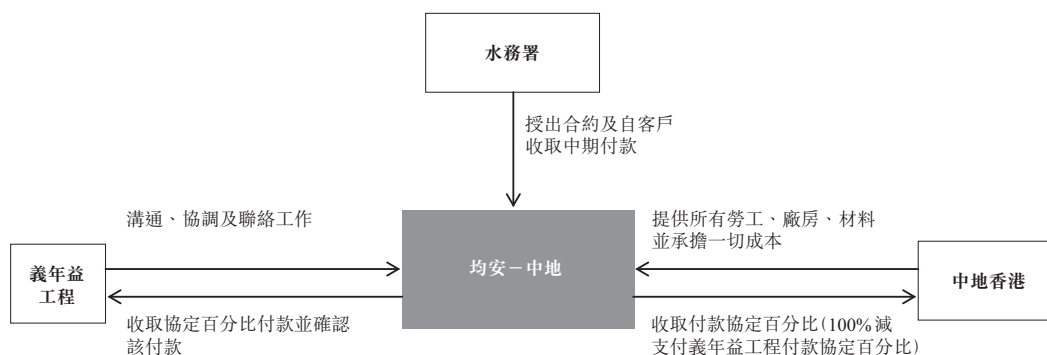 水務署
授出合約及自客戶
收取中期付款
溝通、協調及聯絡工作
提供所有勞工、廠房、材料
並承擔一切成本
義年益
工程
均安－中地
中地香港
收取協定百分比付款並確認
該付款
收取付款協定百分比(100%減
支付義年益工程付款協定百分比)